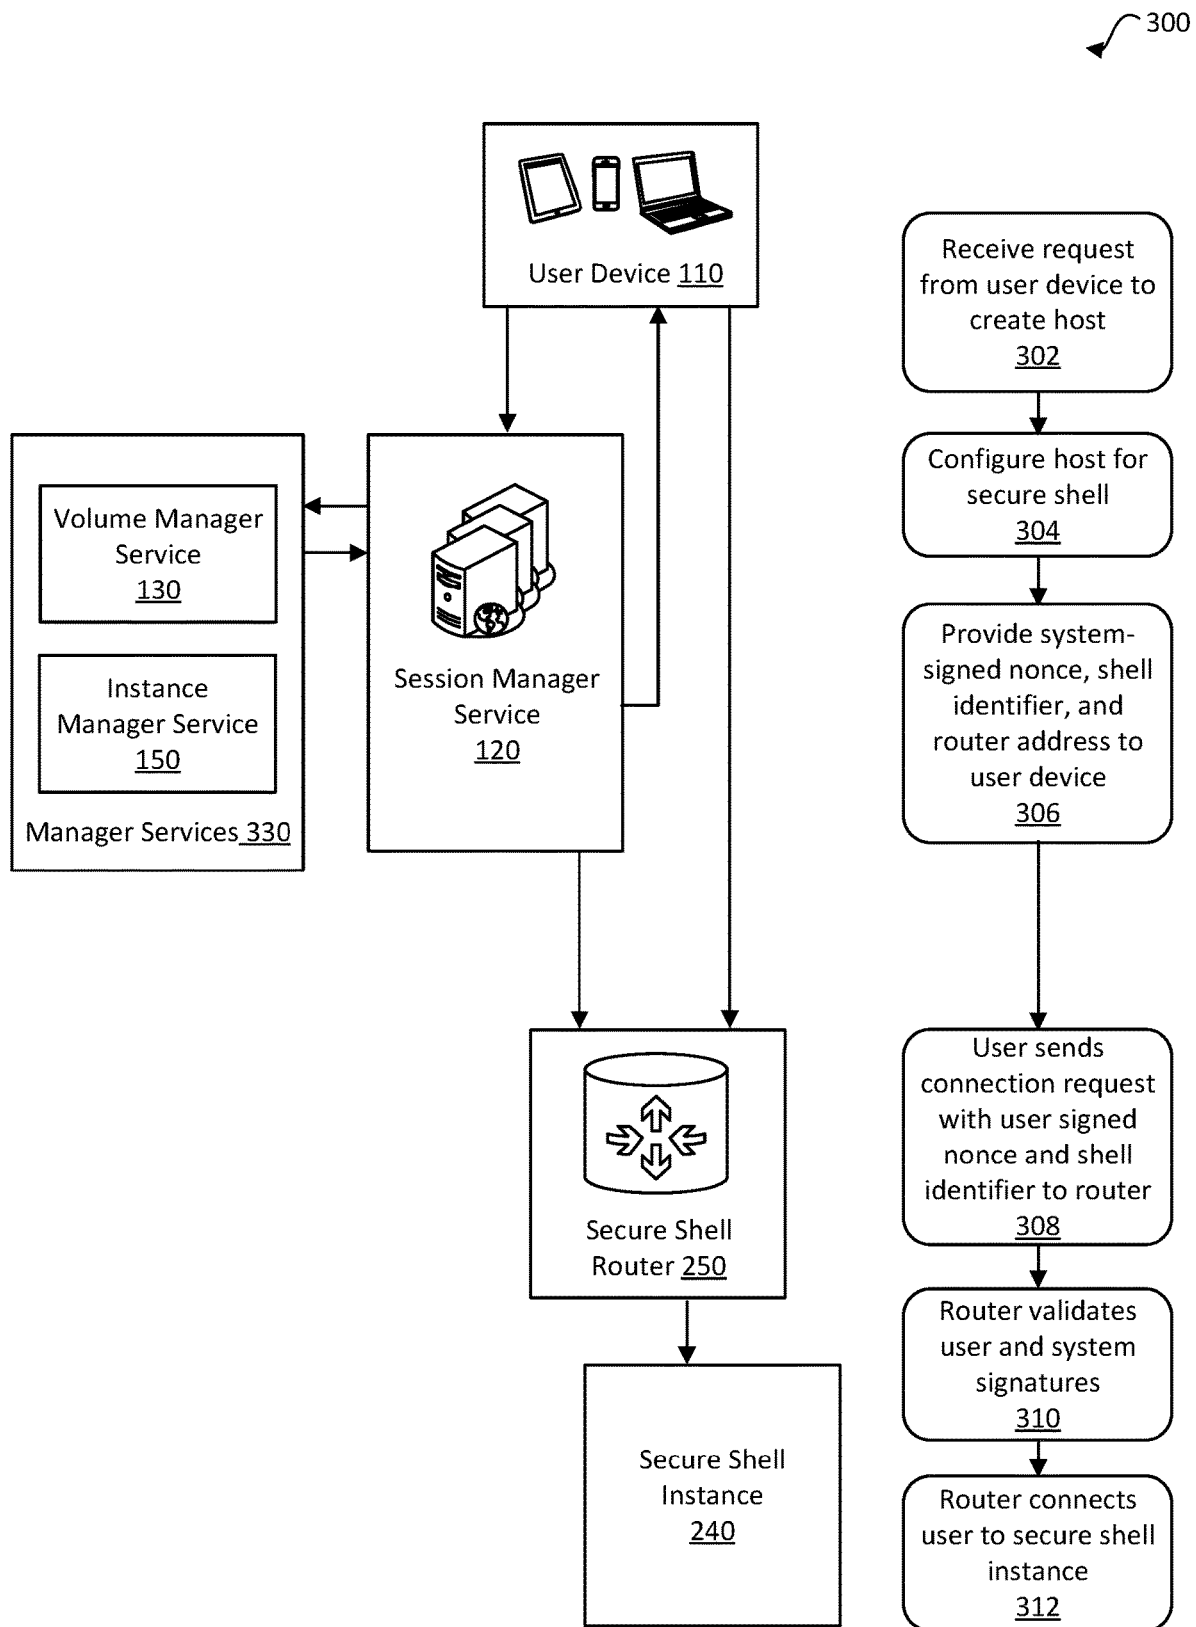 300
User Device 110
Volume Manager
Service
130
Instance
Manager Service
150
Manager Services 330
Session Manager
Service
120
Secure Shell
Router 250
Secure Shell
Instance
240
Receive request
from user device to
create host
302
Configure host for
secure shell
304
Provide system-
signed nonce, shell
identifier, and
router address to
user device
306
User sends
connection request
with user signed
nonce and shell
identifier to router
308
Router validates
user and system
signatures
310
Router connects
user to secure shell
instance
312